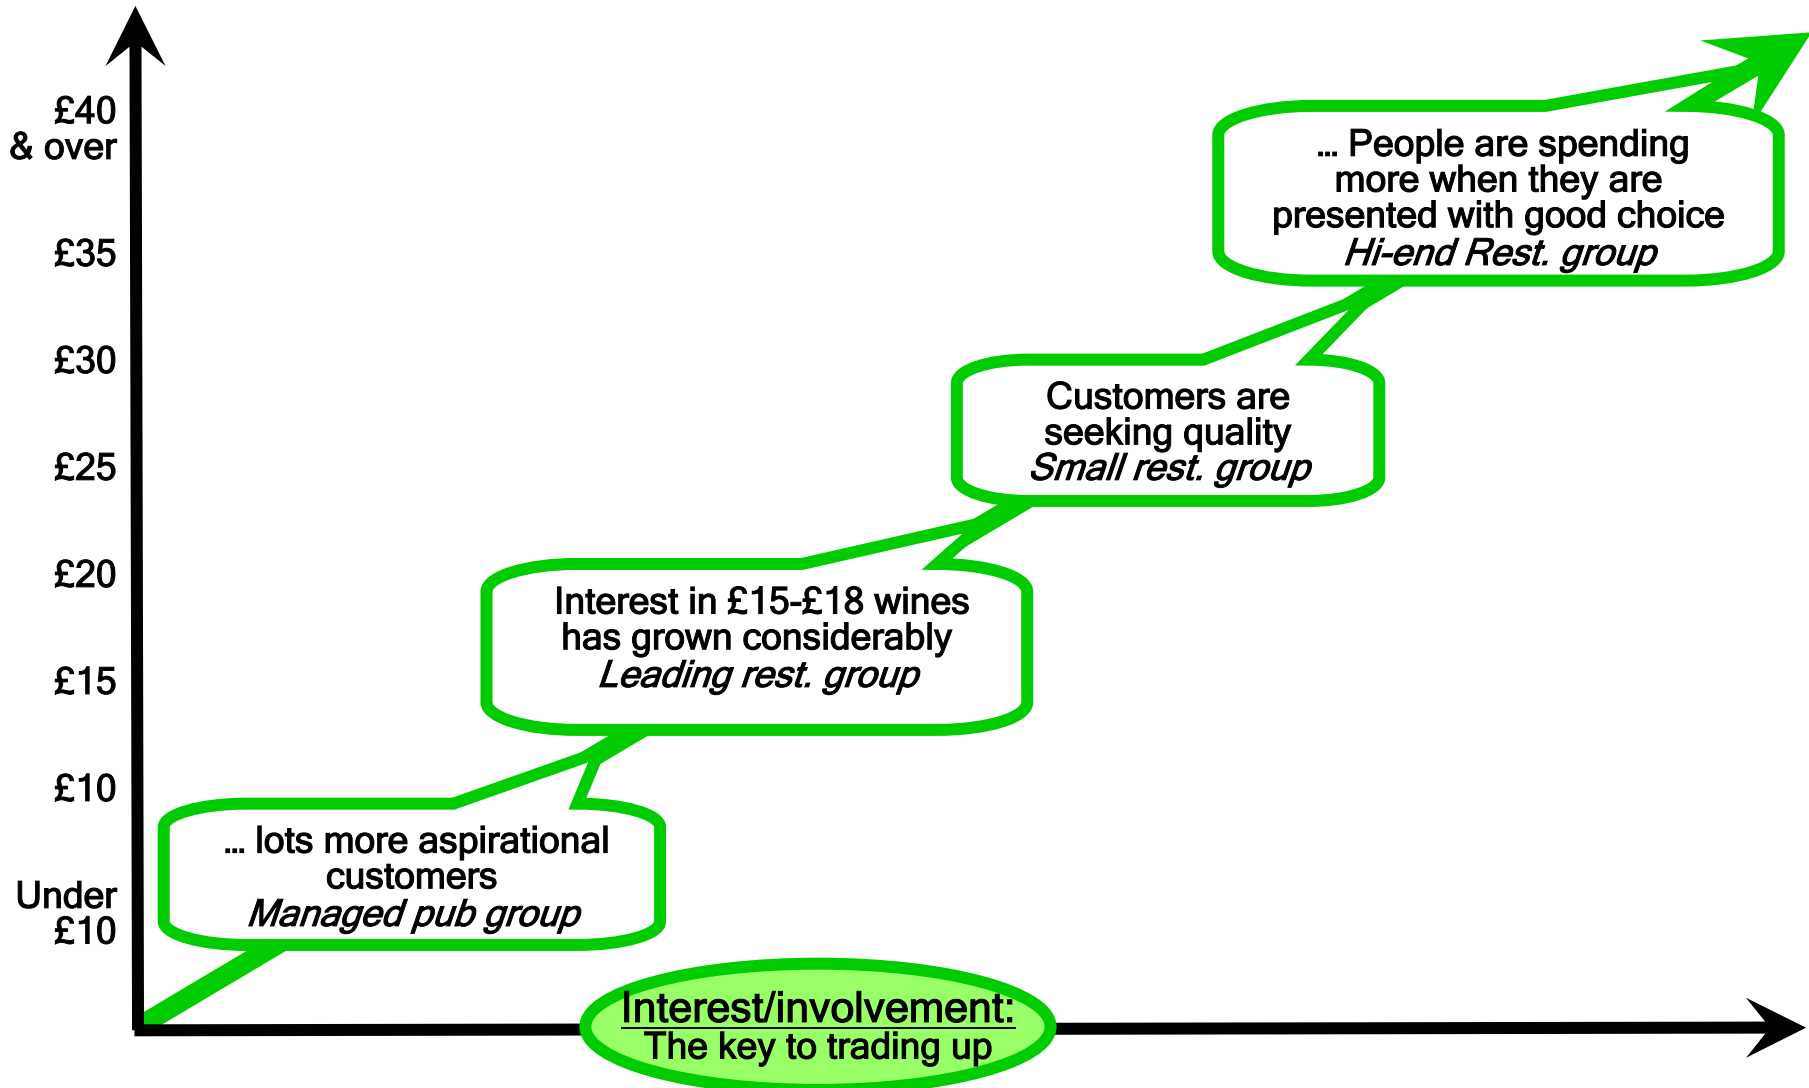 £40
& over
£35
£30
£25
£20
£15
£10
Under
£10
... People are spending
more when they are
presented with good choice
Hi-end Rest. group
Customers are
seeking quality
Small rest. group
Interest in £15-£18 wines
has grown considerably
Leading rest. group
... lots more aspirational
customers
Managed pub group
Interest/involvement:
The key to trading up